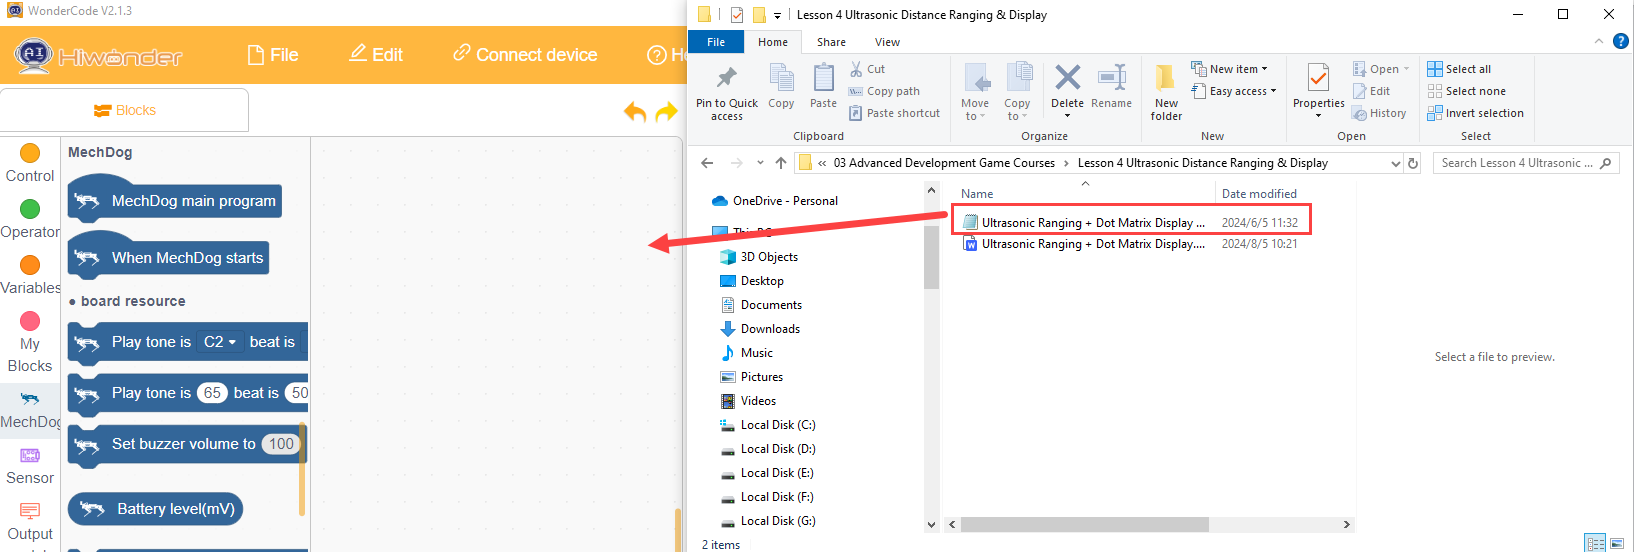 WonderCode V2.1.3
AI Hiwonder
File
Edit
Connect device
Blocks
Control
Operator
Variables
My
Blocks
MechDog
Sensor
Output
MechDog
MechDog main program
When MechDog starts
● board resource
Play tone is C2 beat is
Play tone is 65 beat is 50
Set buzzer volume to 100
Battery level(mV)
Lesson 4 Ultrasonic Distance Ranging & Display
File Home Share View
Pin to Quick
access
Copy
Paste
Cut
Copy path
Paste shortcut
Clipboard
Move
to
Copy
to
Delete
Rename
Organize
New
folder
New item
Easy access
New
Properties
Open
Edit
History
Open
Select all
Select none
Invert selection
Select
« 03 Advanced Development Game Courses > Lesson 4 Ultrasonic Distance Ranging & Display
Search Lesson 4 Ultrasonic ...
OneDrive - Personal
3D Objects
Desktop
Documents
Downloads
Music
Pictures
Videos
Local Disk (C:)
Local Disk (D:)
Local Disk (E:)
Local Disk (F:)
Local Disk (G:)
Name Date modified
Ultrasonic Ranging + Dot Matrix Display ... 2024/6/5 11:32
Ultrasonic Ranging + Dot Matrix Display.... 2024/8/5 10:21
Select a file to preview.
2 items